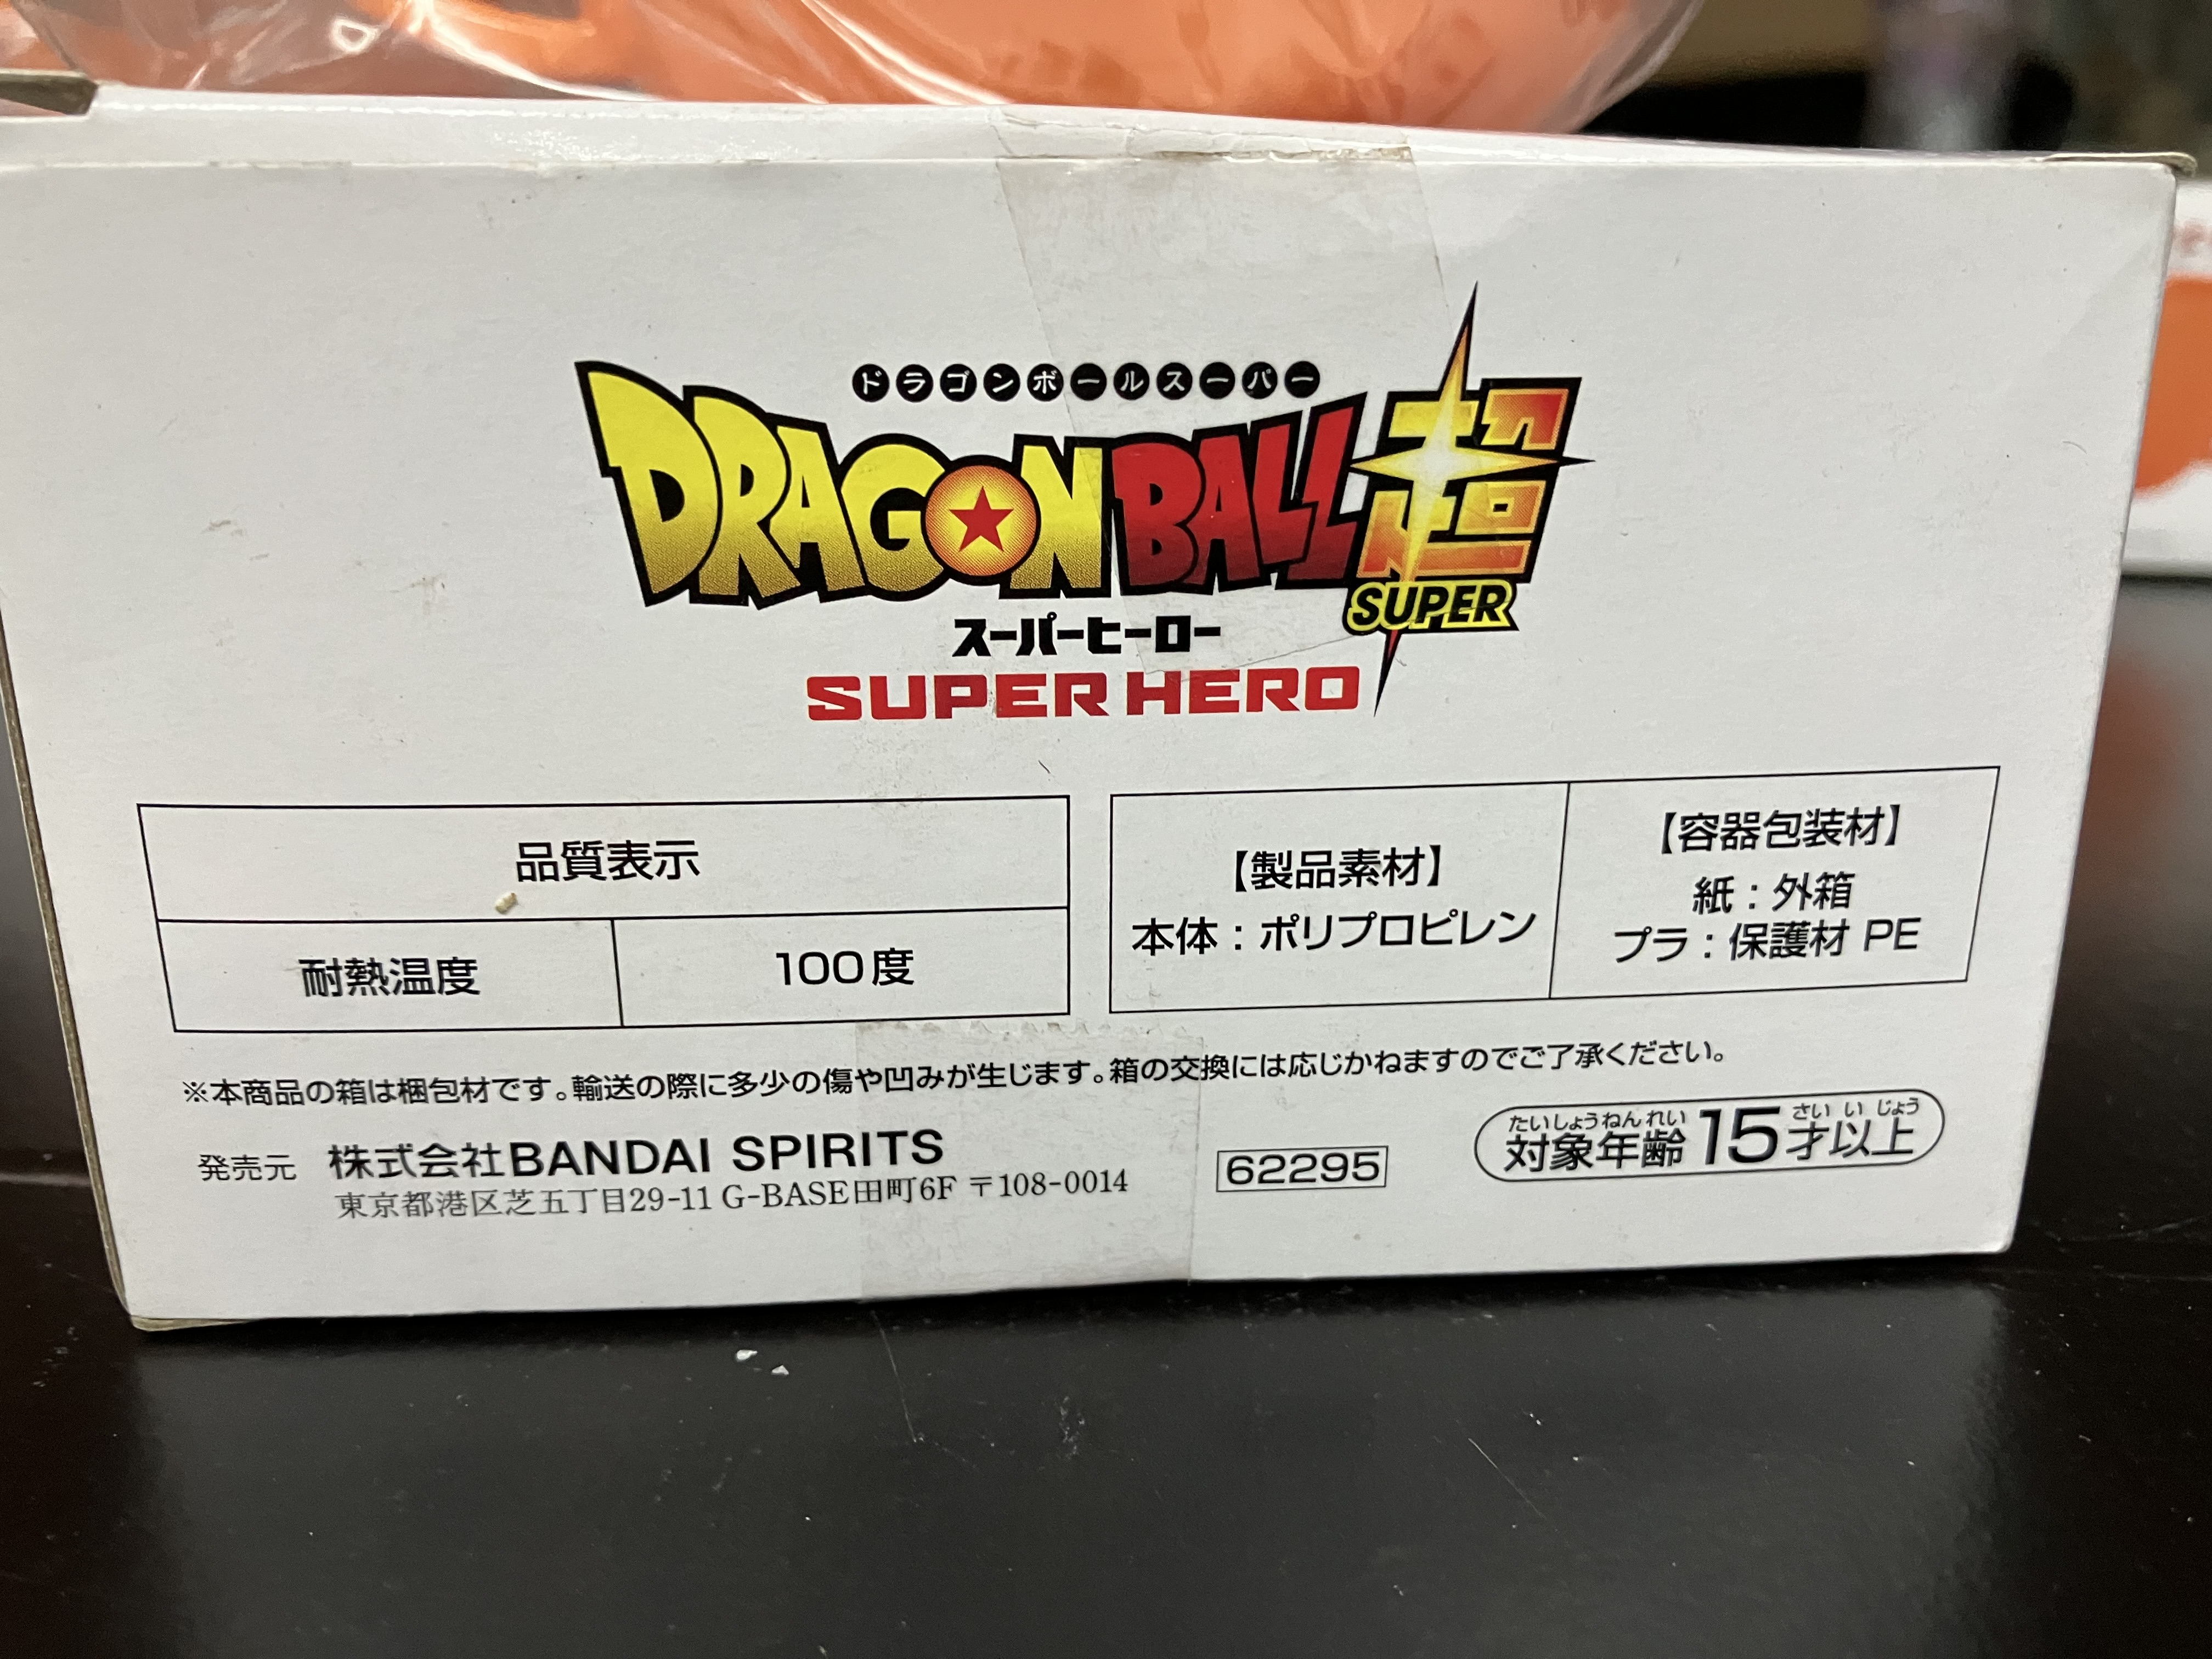 ドラゴンボールスーパー
DRAGON BALL 超
SUPER
スーパーヒーロー
SUPER HERO
品質表示
耐熱温度 100度
【製品素材】
本体：ポリプロピレン
【容器包装材】
紙：外箱
プラ：保護材 PE
※本商品の箱は梱包材です。輸送の際に多少の傷や凹みが生じます。箱の交換には応じかねますのでご了承ください。
発売元 株式会社BANDAI SPIRITS
東京都港区芝五丁目29-11 G-BASE田町6F 〒108-0014
62295
たいしょうねんれい さいいじょう
対象年齢15才以上